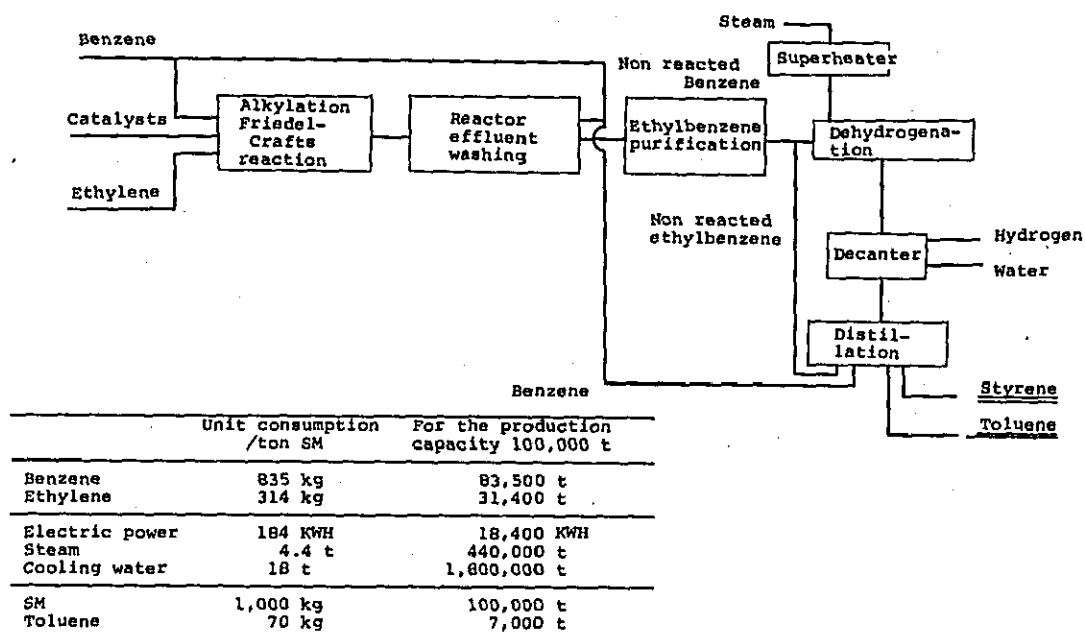 Steam
Benzene
Superheater
Non reacted
Benzene
Catalysts
Alkylation
Friedel-
Crafts
reaction
Reactor
effluent
washing
Ethylbenzene
purification
Dehydrogena-
tion
Ethylene
Non reacted
ethylbenzene
Hydrogen
Decanter
Water
Distil-
lation
Benzene
Styrene
Toluene
Unit consumption For the production
/ton SM capacity 100,000 t
Benzene 835 kg 83,500 t
Ethylene 314 kg 31,400 t
Electric power 184 KWH 18,400 KWH
Steam 4.4 t 440,000 t
Cooling water 18 t 1,800,000 t
SM 1,000 kg 100,000 t
Toluene 70 kg 7,000 t